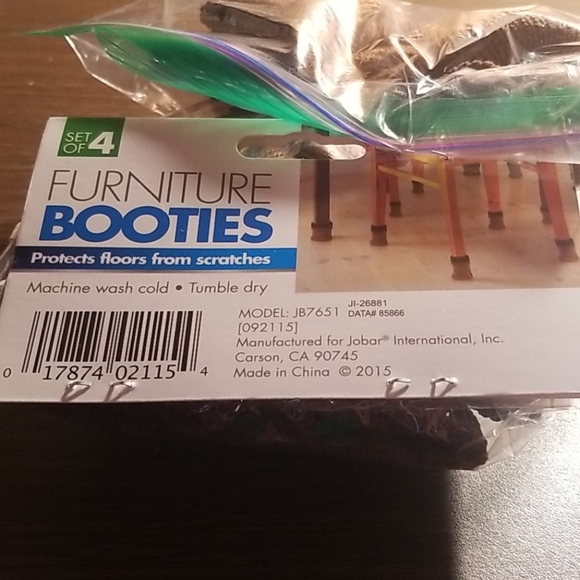 SET
OF 4
FURNITURE
BOOTIES
Protects floors from scratches
Machine wash cold • Tumble dry
MODEL: JB7651 JI-26881
DATA# 85866
[092115]
Manufactured for Jobar® International, Inc.
Carson, CA 90745
Made in China © 2015
0 17874 02115 4